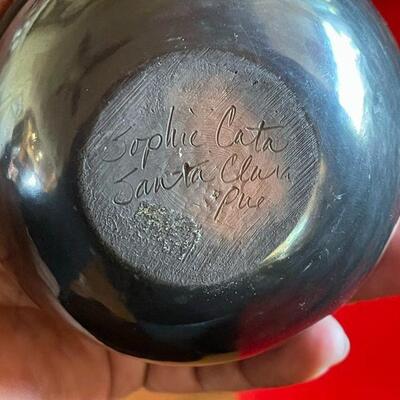 Sophie Cata
Santa Clara
Pue